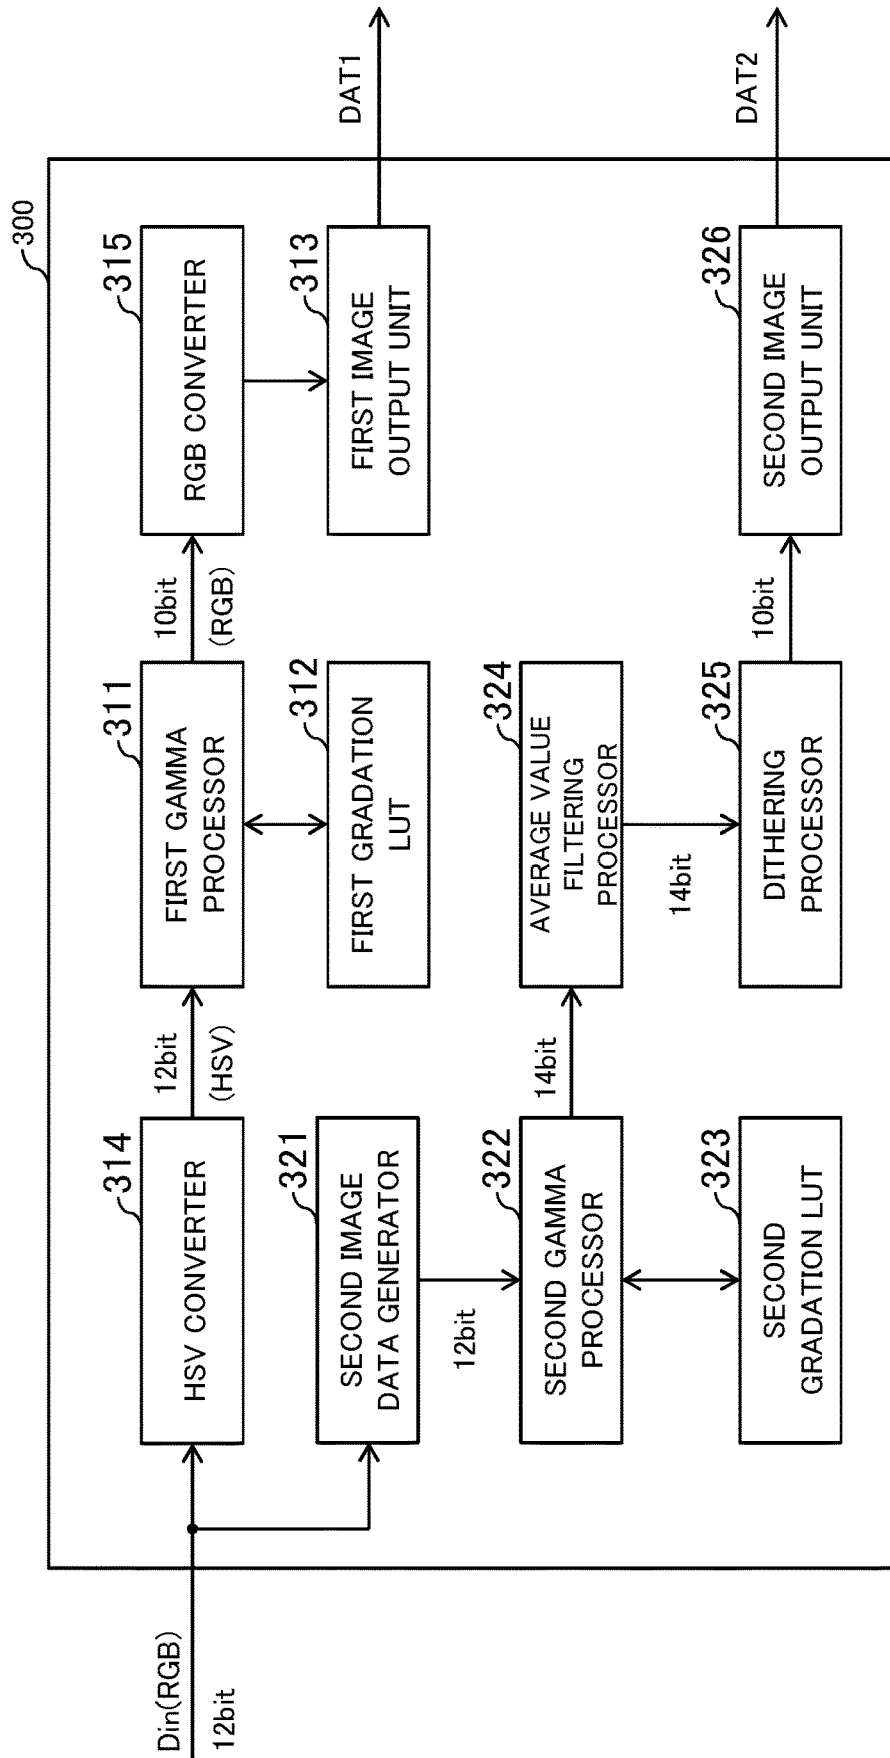 300
Din(RGB)
12bit
314
HSV CONVERTER
12bit
(HSV)
311
FIRST GAMMA
PROCESSOR
10bit
(RGB)
315
RGB CONVERTER
312
FIRST GRADATION
LUT
313
FIRST IMAGE
OUTPUT UNIT
DAT1
321
SECOND IMAGE
DATA GENERATOR
12bit
322
SECOND GAMMA
PROCESSOR
14bit
324
AVERAGE VALUE
FILTERING
PROCESSOR
14bit
323
SECOND
GRADATION LUT
325
DITHERING
PROCESSOR
10bit
326
SECOND IMAGE
OUTPUT UNIT
DAT2